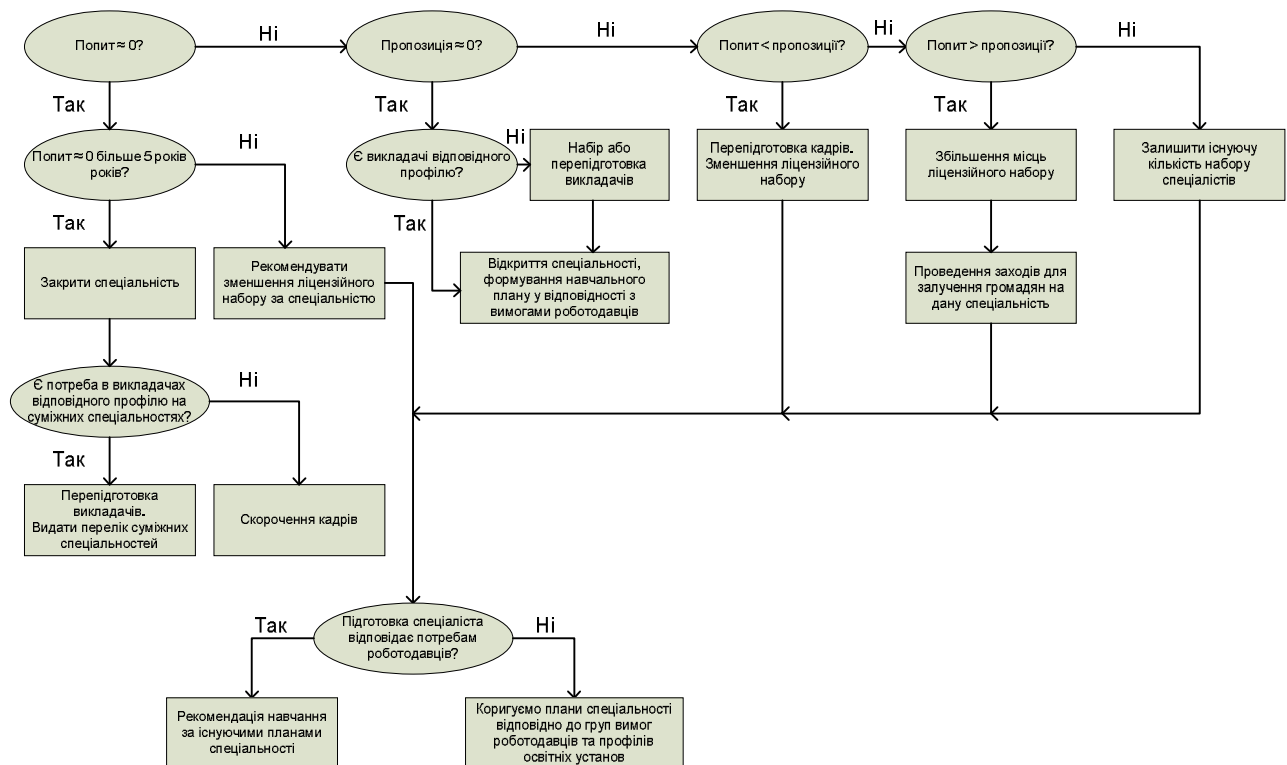 Попит ≈ 0?
Ні
Пропозиція ≈ 0?
Ні
Попит < пропозиції?
Ні
Попит > пропозиції?
Ні
Так
Так
Так
Так
Попит ≈ 0 більше 5 років
років?
Ні
Є викладачі відповідного
профілю?
Ні
Набір або
перепідготовка
викладачів
Перепідготовка кадрів.
Зменшення ліцензійного
набору
Збільшення місць
ліцензійного набору
Залишити існуючу
кількість набору
спеціалістів
Так
Так
Закрити спеціальність
Рекомендувати
зменшення ліцензійного
набору за спеціальністю
Відкриття спеціальності,
формування навчального
плану у відповідності з
вимогами роботодавців
Проведення заходів для
залучення громадян на
дану спеціальність
Є потреба в викладачах
відповідного профілю на
суміжних спеціальностях?
Ні
Так
Перепідготовка
викладачів.
Видати перелік суміжних
спеціальностей
Скорочення кадрів
Так
Підготовка спеціаліста
відповідає потребам
роботодавців?
Ні
Рекомендація навчання
за існуючими планами
спеціальності
Коригуємо плани спеціальності
відповідно до груп вимог
роботодавців та профілів
освітніх установ